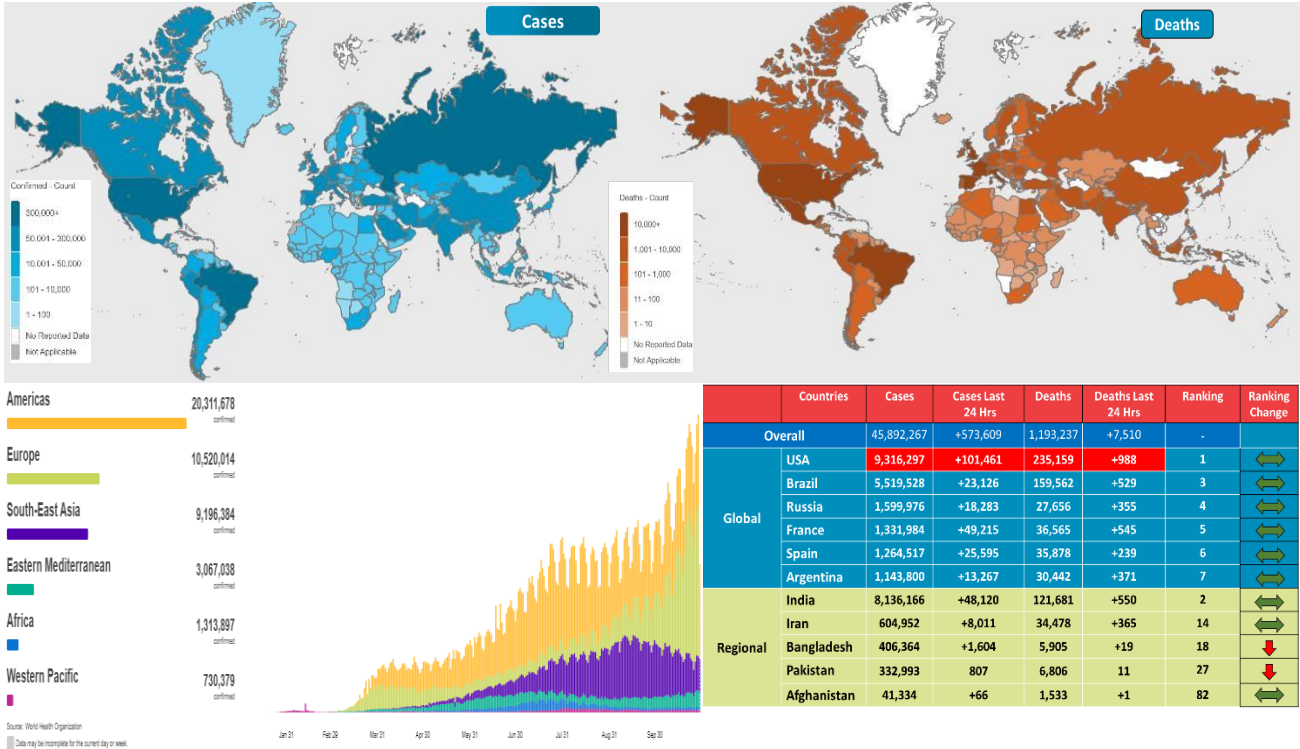 Cases
Deaths
Confirmed - Count
300,000+
50,001 - 300,000
10,001 - 50,000
101 - 10,000
1 - 100
No Reported Data
Not Applicable
Deaths - Count
10,000+
1,001 - 10,000
101 - 1,000
11 - 100
1 - 10
No Reported Data
Not Applicable
Americas
20,311,678
confirmed
Europe
10,520,014
confirmed
South-East Asia
9,196,384
confirmed
Eastern Mediterranean
3,067,038
confirmed
Africa
1,313,897
confirmed
Western Pacific
730,379
confirmed
Source: World Health Organization
Data may be incomplete for the current day or week.
Jan 31 Feb 29 Mar 31 Apr 30 May 31 Jun 30 Jul 31 Aug 31 Sep 30
Countries Cases Cases Last 24 Hrs Deaths Deaths Last 24 Hrs Ranking Ranking Change
Overall 45,892,267 +573,609 1,193,237 +7,510 -
Global
USA 9,316,297 +101,461 235,159 +988 1
Brazil 5,519,528 +23,126 159,562 +529 3
Russia 1,599,976 +18,283 27,656 +355 4
France 1,331,984 +49,215 36,565 +545 5
Spain 1,264,517 +25,595 35,878 +239 6
Argentina 1,143,800 +13,267 30,442 +371 7
Regional
India 8,136,166 +48,120 121,681 +550 2
Iran 604,952 +8,011 34,478 +365 14
Bangladesh 406,364 +1,604 5,905 +19 18
Pakistan 332,993 807 6,806 11 27
Afghanistan 41,334 +66 1,533 +1 82